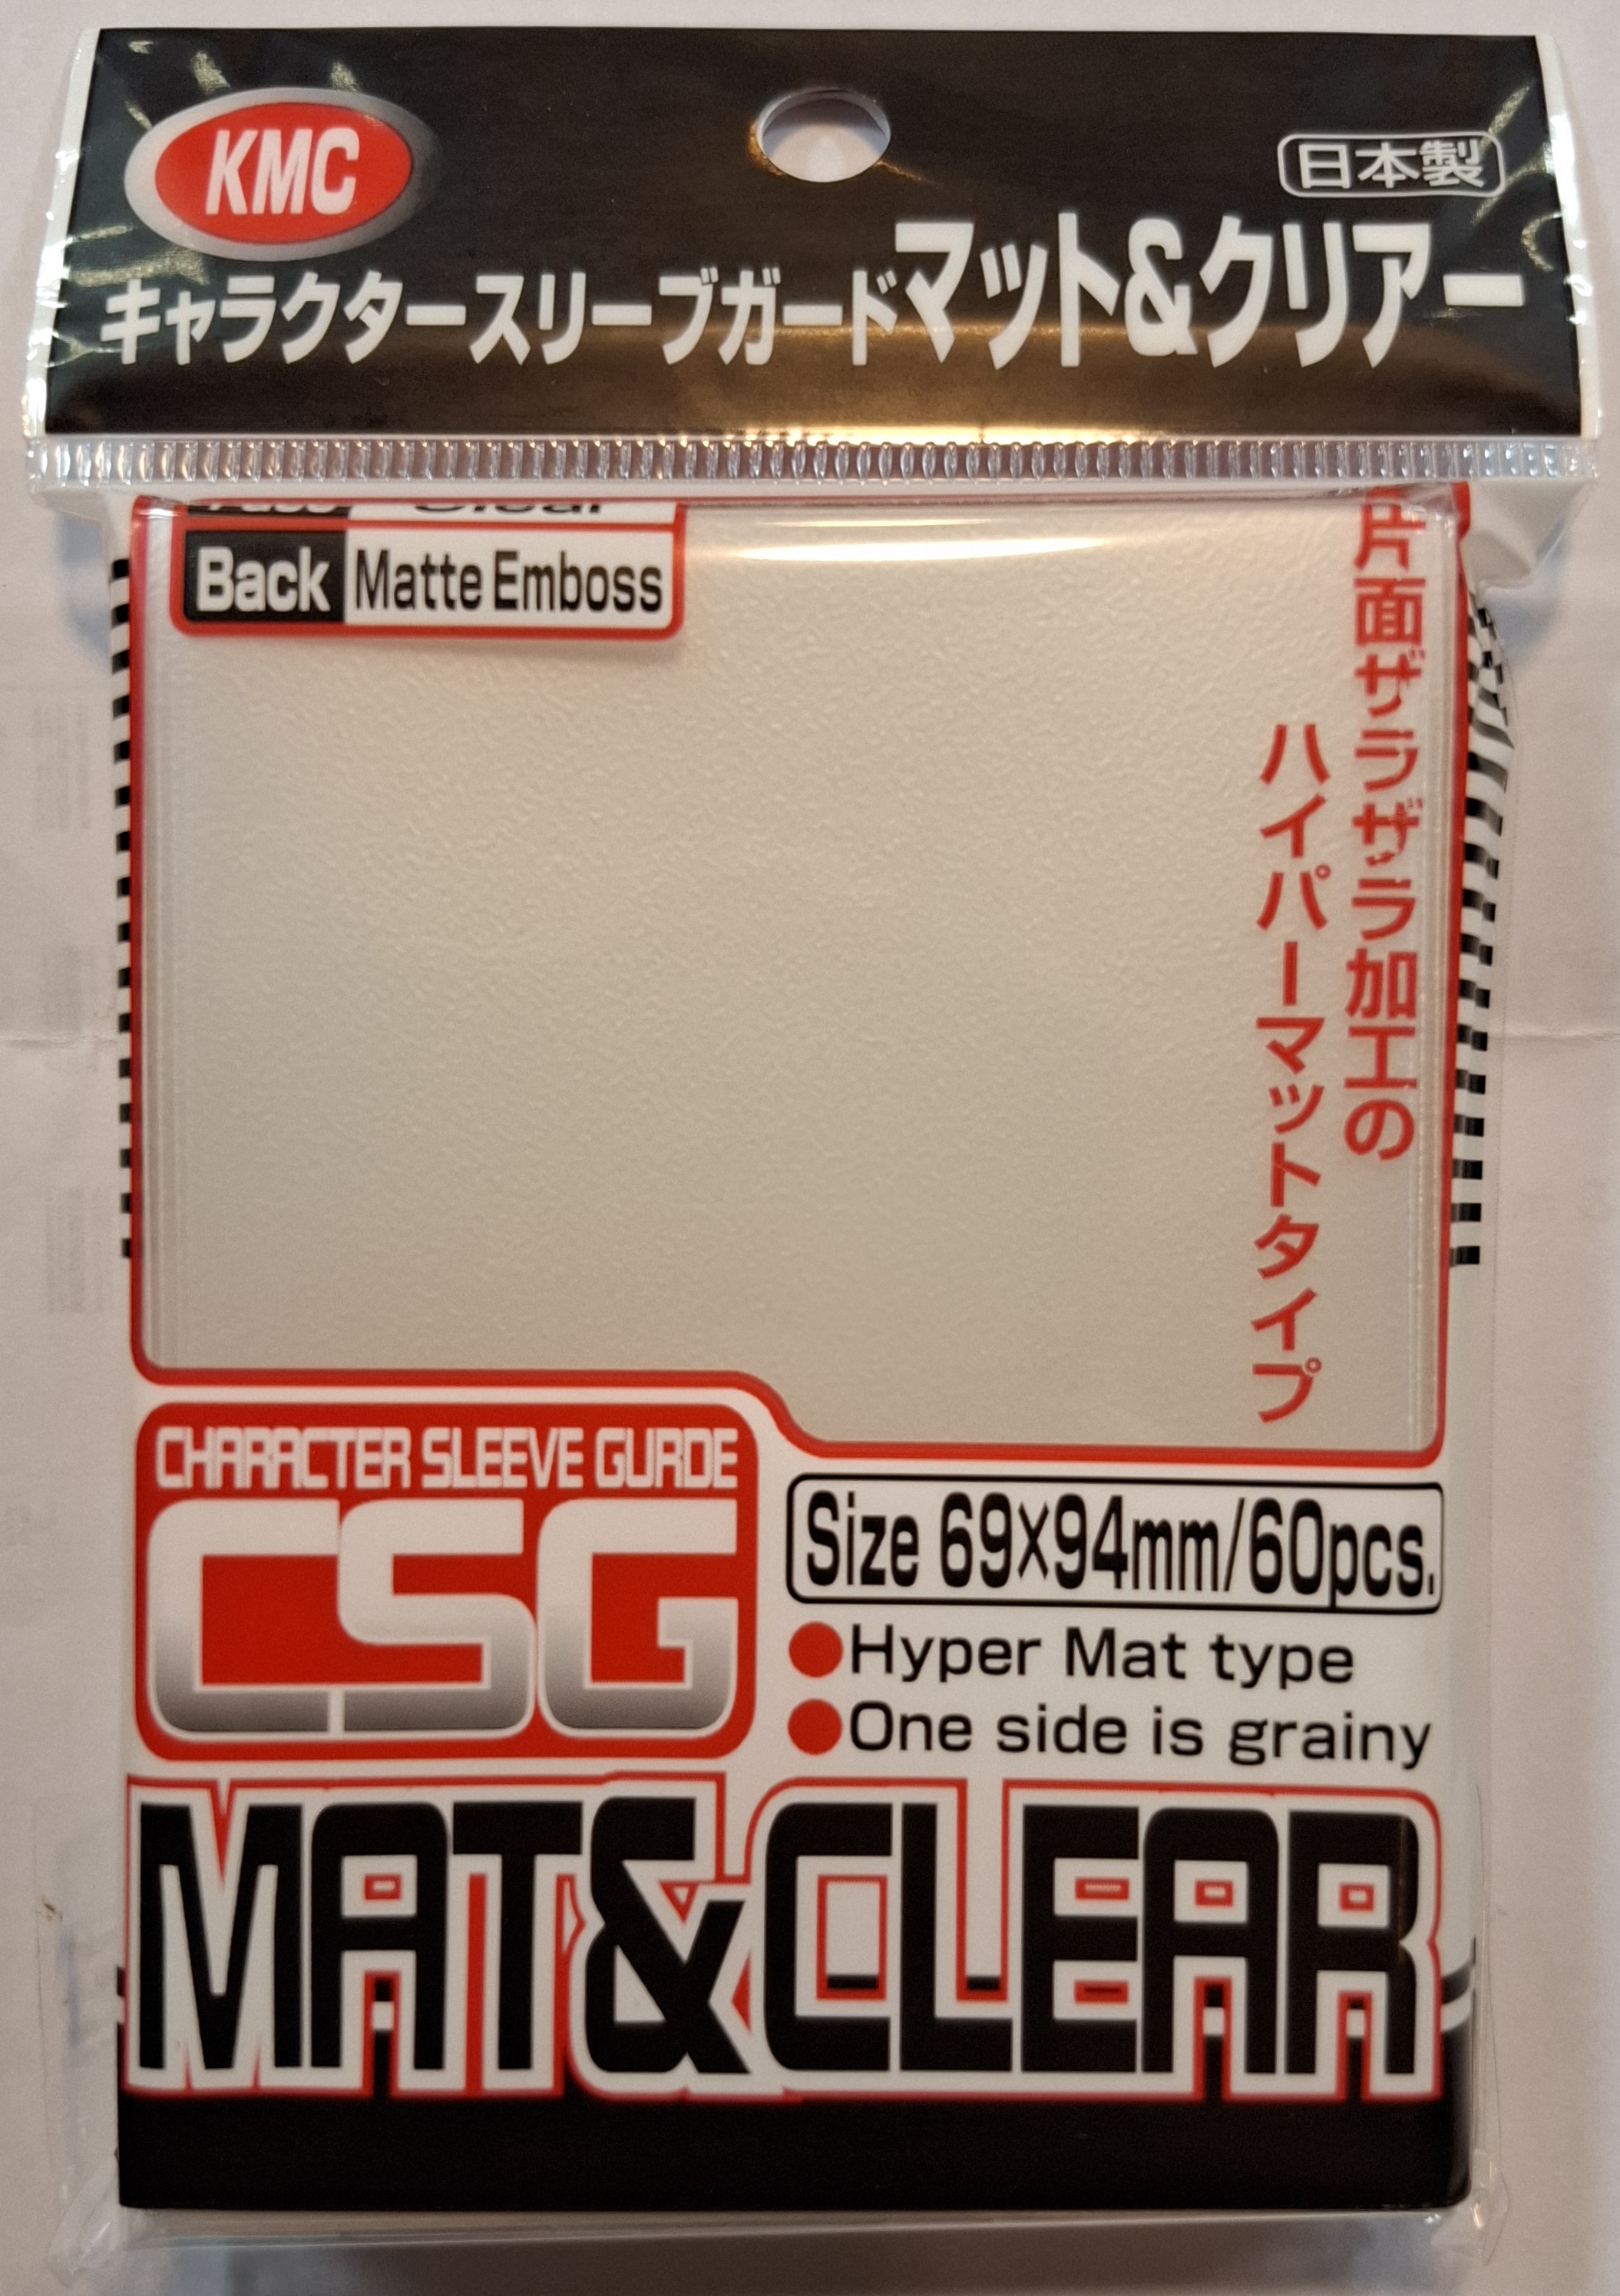 KMC
日本製
キャラクタースリーブガードマット&クリアー
Clear
Back Matte Emboss
片面ザラザラ加工の
ハイパーマットタイプ
CHARACTER SLEEVE GURDE
CSG
Size 69×94mm/60pcs.
●Hyper Mat type
●One side is grainy
MAT&CLEAR